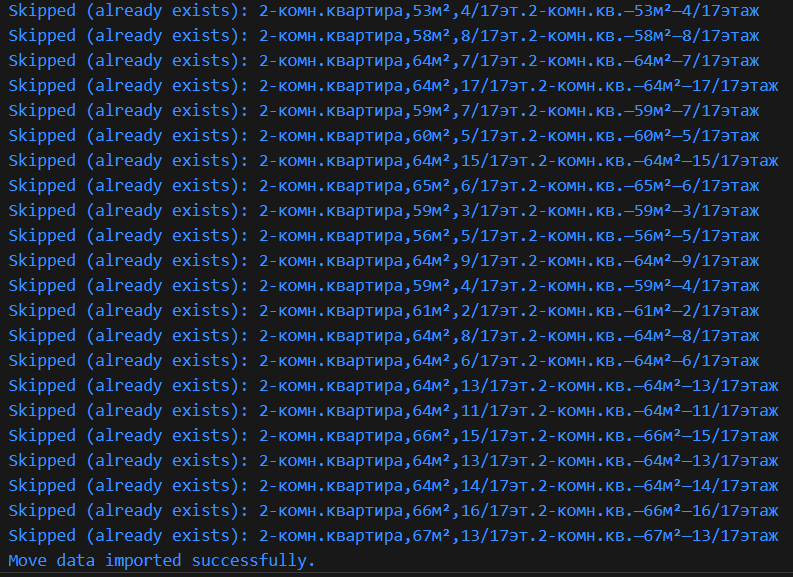 Skipped (already exists): 2-комн.квартира,53м²,4/17эт.2-комн.кв.—53м²—4/17этаж
Skipped (already exists): 2-комн.квартира,58м²,8/17эт.2-комн.кв.—58м²—8/17этаж
Skipped (already exists): 2-комн.квартира,64м²,7/17эт.2-комн.кв.—64м²—7/17этаж
Skipped (already exists): 2-комн.квартира,64м²,17/17эт.2-комн.кв.—64м²—17/17этаж
Skipped (already exists): 2-комн.квартира,59м²,7/17эт.2-комн.кв.—59м²—7/17этаж
Skipped (already exists): 2-комн.квартира,60м²,5/17эт.2-комн.кв.—60м²—5/17этаж
Skipped (already exists): 2-комн.квартира,64м²,15/17эт.2-комн.кв.—64м²—15/17этаж
Skipped (already exists): 2-комн.квартира,65м²,6/17эт.2-комн.кв.—65м²—6/17этаж
Skipped (already exists): 2-комн.квартира,59м²,3/17эт.2-комн.кв.—59м²—3/17этаж
Skipped (already exists): 2-комн.квартира,56м²,5/17эт.2-комн.кв.—56м²—5/17этаж
Skipped (already exists): 2-комн.квартира,64м²,9/17эт.2-комн.кв.—64м²—9/17этаж
Skipped (already exists): 2-комн.квартира,59м²,4/17эт.2-комн.кв.—59м²—4/17этаж
Skipped (already exists): 2-комн.квартира,61м²,2/17эт.2-комн.кв.—61м²—2/17этаж
Skipped (already exists): 2-комн.квартира,64м²,8/17эт.2-комн.кв.—64м²—8/17этаж
Skipped (already exists): 2-комн.квартира,64м²,6/17эт.2-комн.кв.—64м²—6/17этаж
Skipped (already exists): 2-комн.квартира,64м²,13/17эт.2-комн.кв.—64м²—13/17этаж
Skipped (already exists): 2-комн.квартира,64м²,11/17эт.2-комн.кв.—64м²—11/17этаж
Skipped (already exists): 2-комн.квартира,66м²,15/17эт.2-комн.кв.—66м²—15/17этаж
Skipped (already exists): 2-комн.квартира,64м²,13/17эт.2-комн.кв.—64м²—13/17этаж
Skipped (already exists): 2-комн.квартира,64м²,14/17эт.2-комн.кв.—64м²—14/17этаж
Skipped (already exists): 2-комн.квартира,66м²,16/17эт.2-комн.кв.—66м²—16/17этаж
Skipped (already exists): 2-комн.квартира,67м²,13/17эт.2-комн.кв.—67м²—13/17этаж
Move data imported successfully.